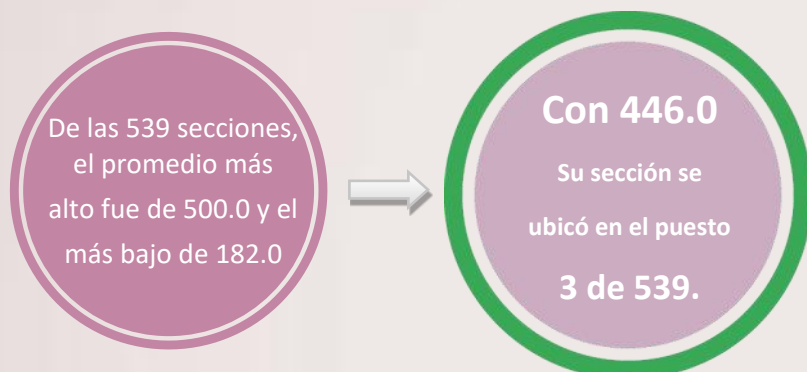 De las 539 secciones,
el promedio más
alto fue de 500.0 y el
más bajo de 182.0
Con 446.0
Su sección se
ubicó en el puesto
3 de 539.